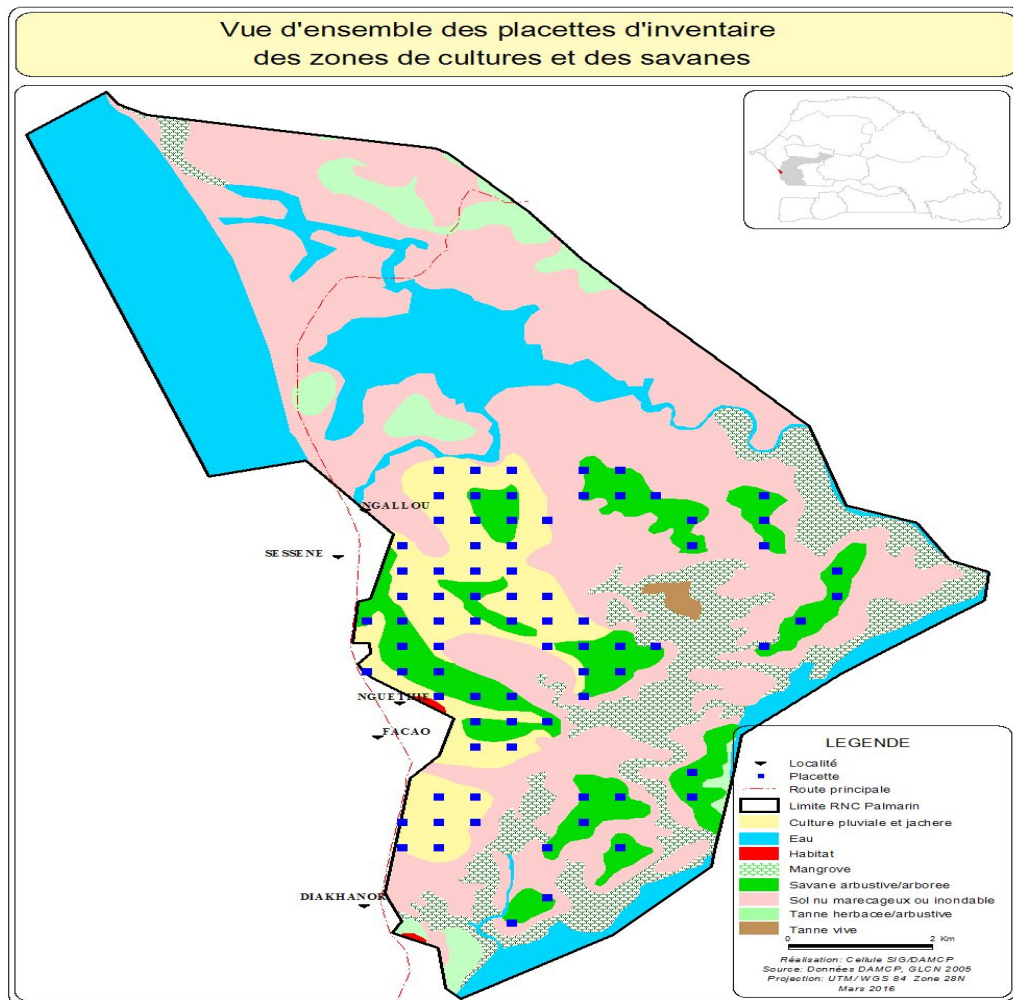 Vue d'ensemble des placettes d'inventaire
des zones de cultures et des savanes
NGALLOU
SESSENE
NGUETHIE
FACAO
DIAKHANOR
LEGENDE
Localité
Placette
Route principale
Limite RNC Palmarin
Culture pluviale et jachere
Eau
Habitat
Mangrove
Savane arbustive/arboree
Sol nu marecageux ou inondable
Tanne herbacée/arbustive
Tanne vive
0 2 Km
Réalisation: Cellule SIG/DAMCP
Source: Données DAMCP, GLCN 2005
Projection: UTM/WGS 84 Zone 28N
Mars 2016